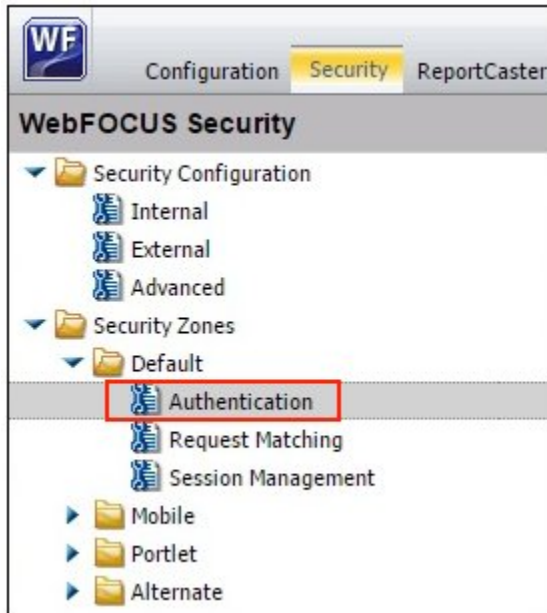 WF
Configuration Security ReportCaster
WebFOCUS Security
Security Configuration
Internal
External
Advanced
Security Zones
Default
Authentication
Request Matching
Session Management
Mobile
Portlet
Alternate